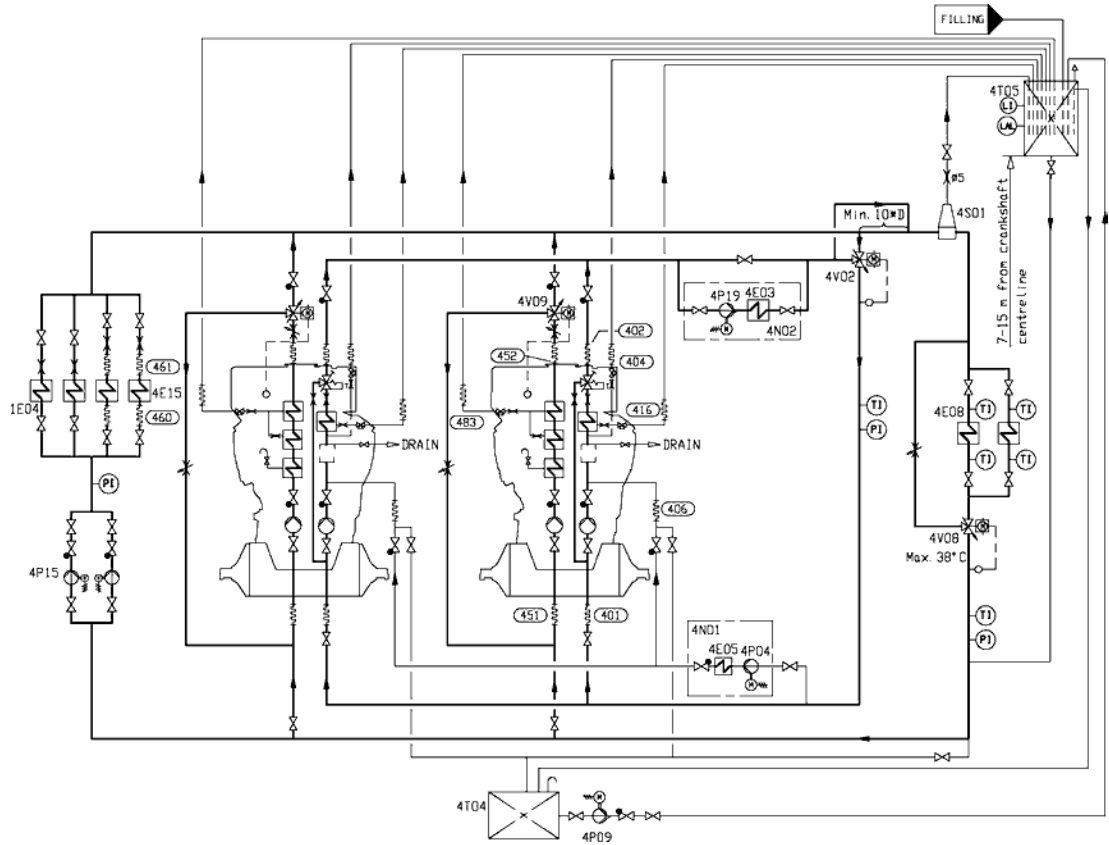 FILLING
4T05
LI
LAL
ø5
4S01
7-15 m from crankshaft
centreline
Min. 10*D
4V02
M
4P19
4E03
M
4N02
4V09
M
M
402
452
404
461
4E15
1E04
460
416
483
DRAIN
DRAIN
TI
PI
4E08
TI
TI
TI
TI
PI
406
4V08
M
Max. 38°C
4P15
M
M
451
401
4N01
4E05
4P04
M
TI
PI
4T04
M
4P09